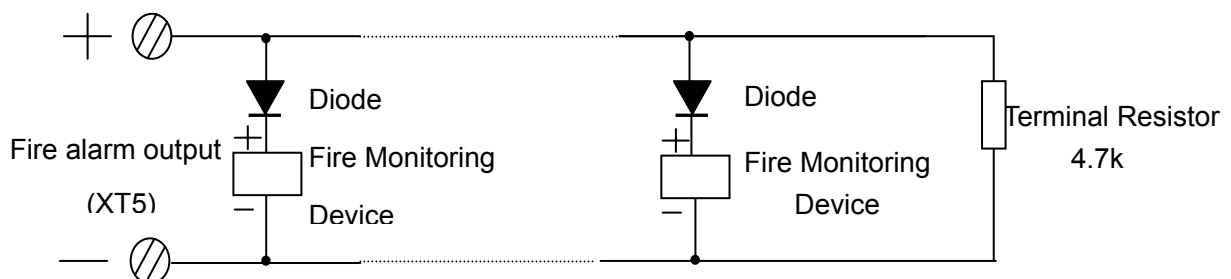 +
Diode
Diode
+
+
Fire alarm output
Fire Monitoring
Fire Monitoring
Terminal Resistor
4.7k
(XT5)
Device
Device
−
−
−